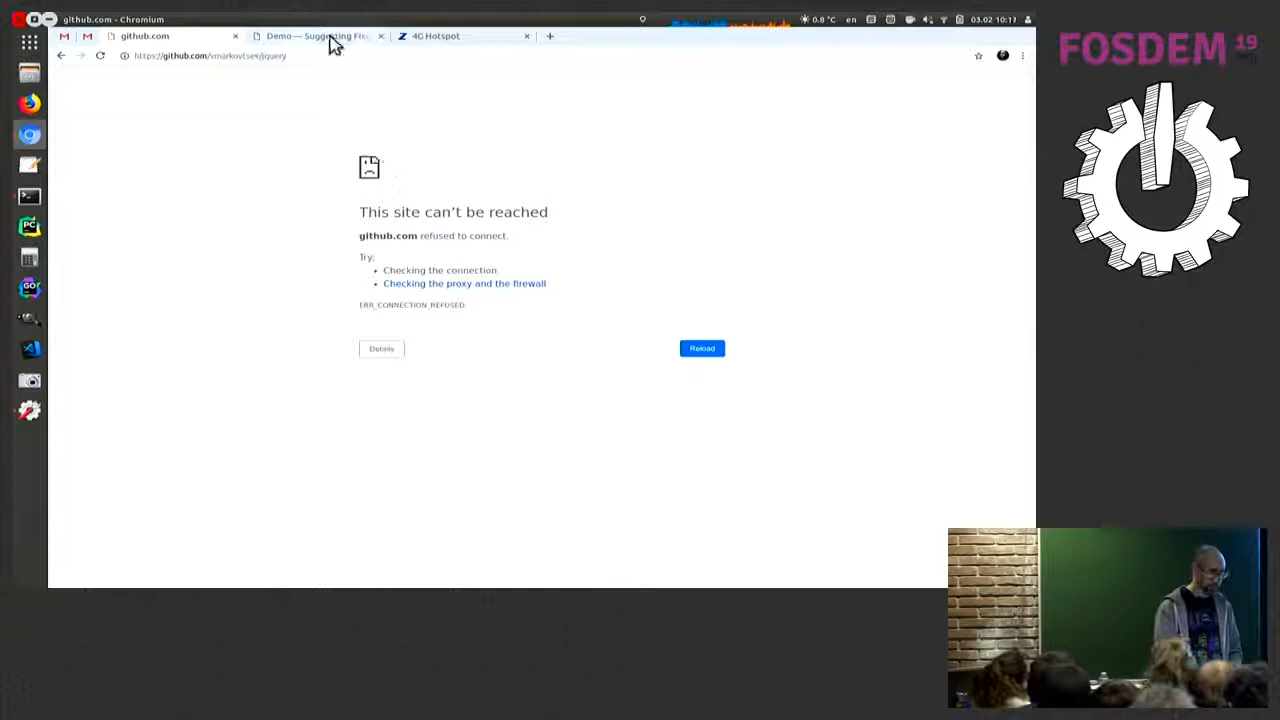 github.com - Chromium
0.8 °C
en
03.02 10:17
github.com
Demo — Suggesting Fix
4G Hotspot
https://github.com/vmarkovtsev/jquery
This site can't be reached
github.com refused to connect.
Try:
Checking the connection
Checking the proxy and the firewall
ERR_CONNECTION_REFUSED
Details
Reload
PC
GO
FOSDEM 19